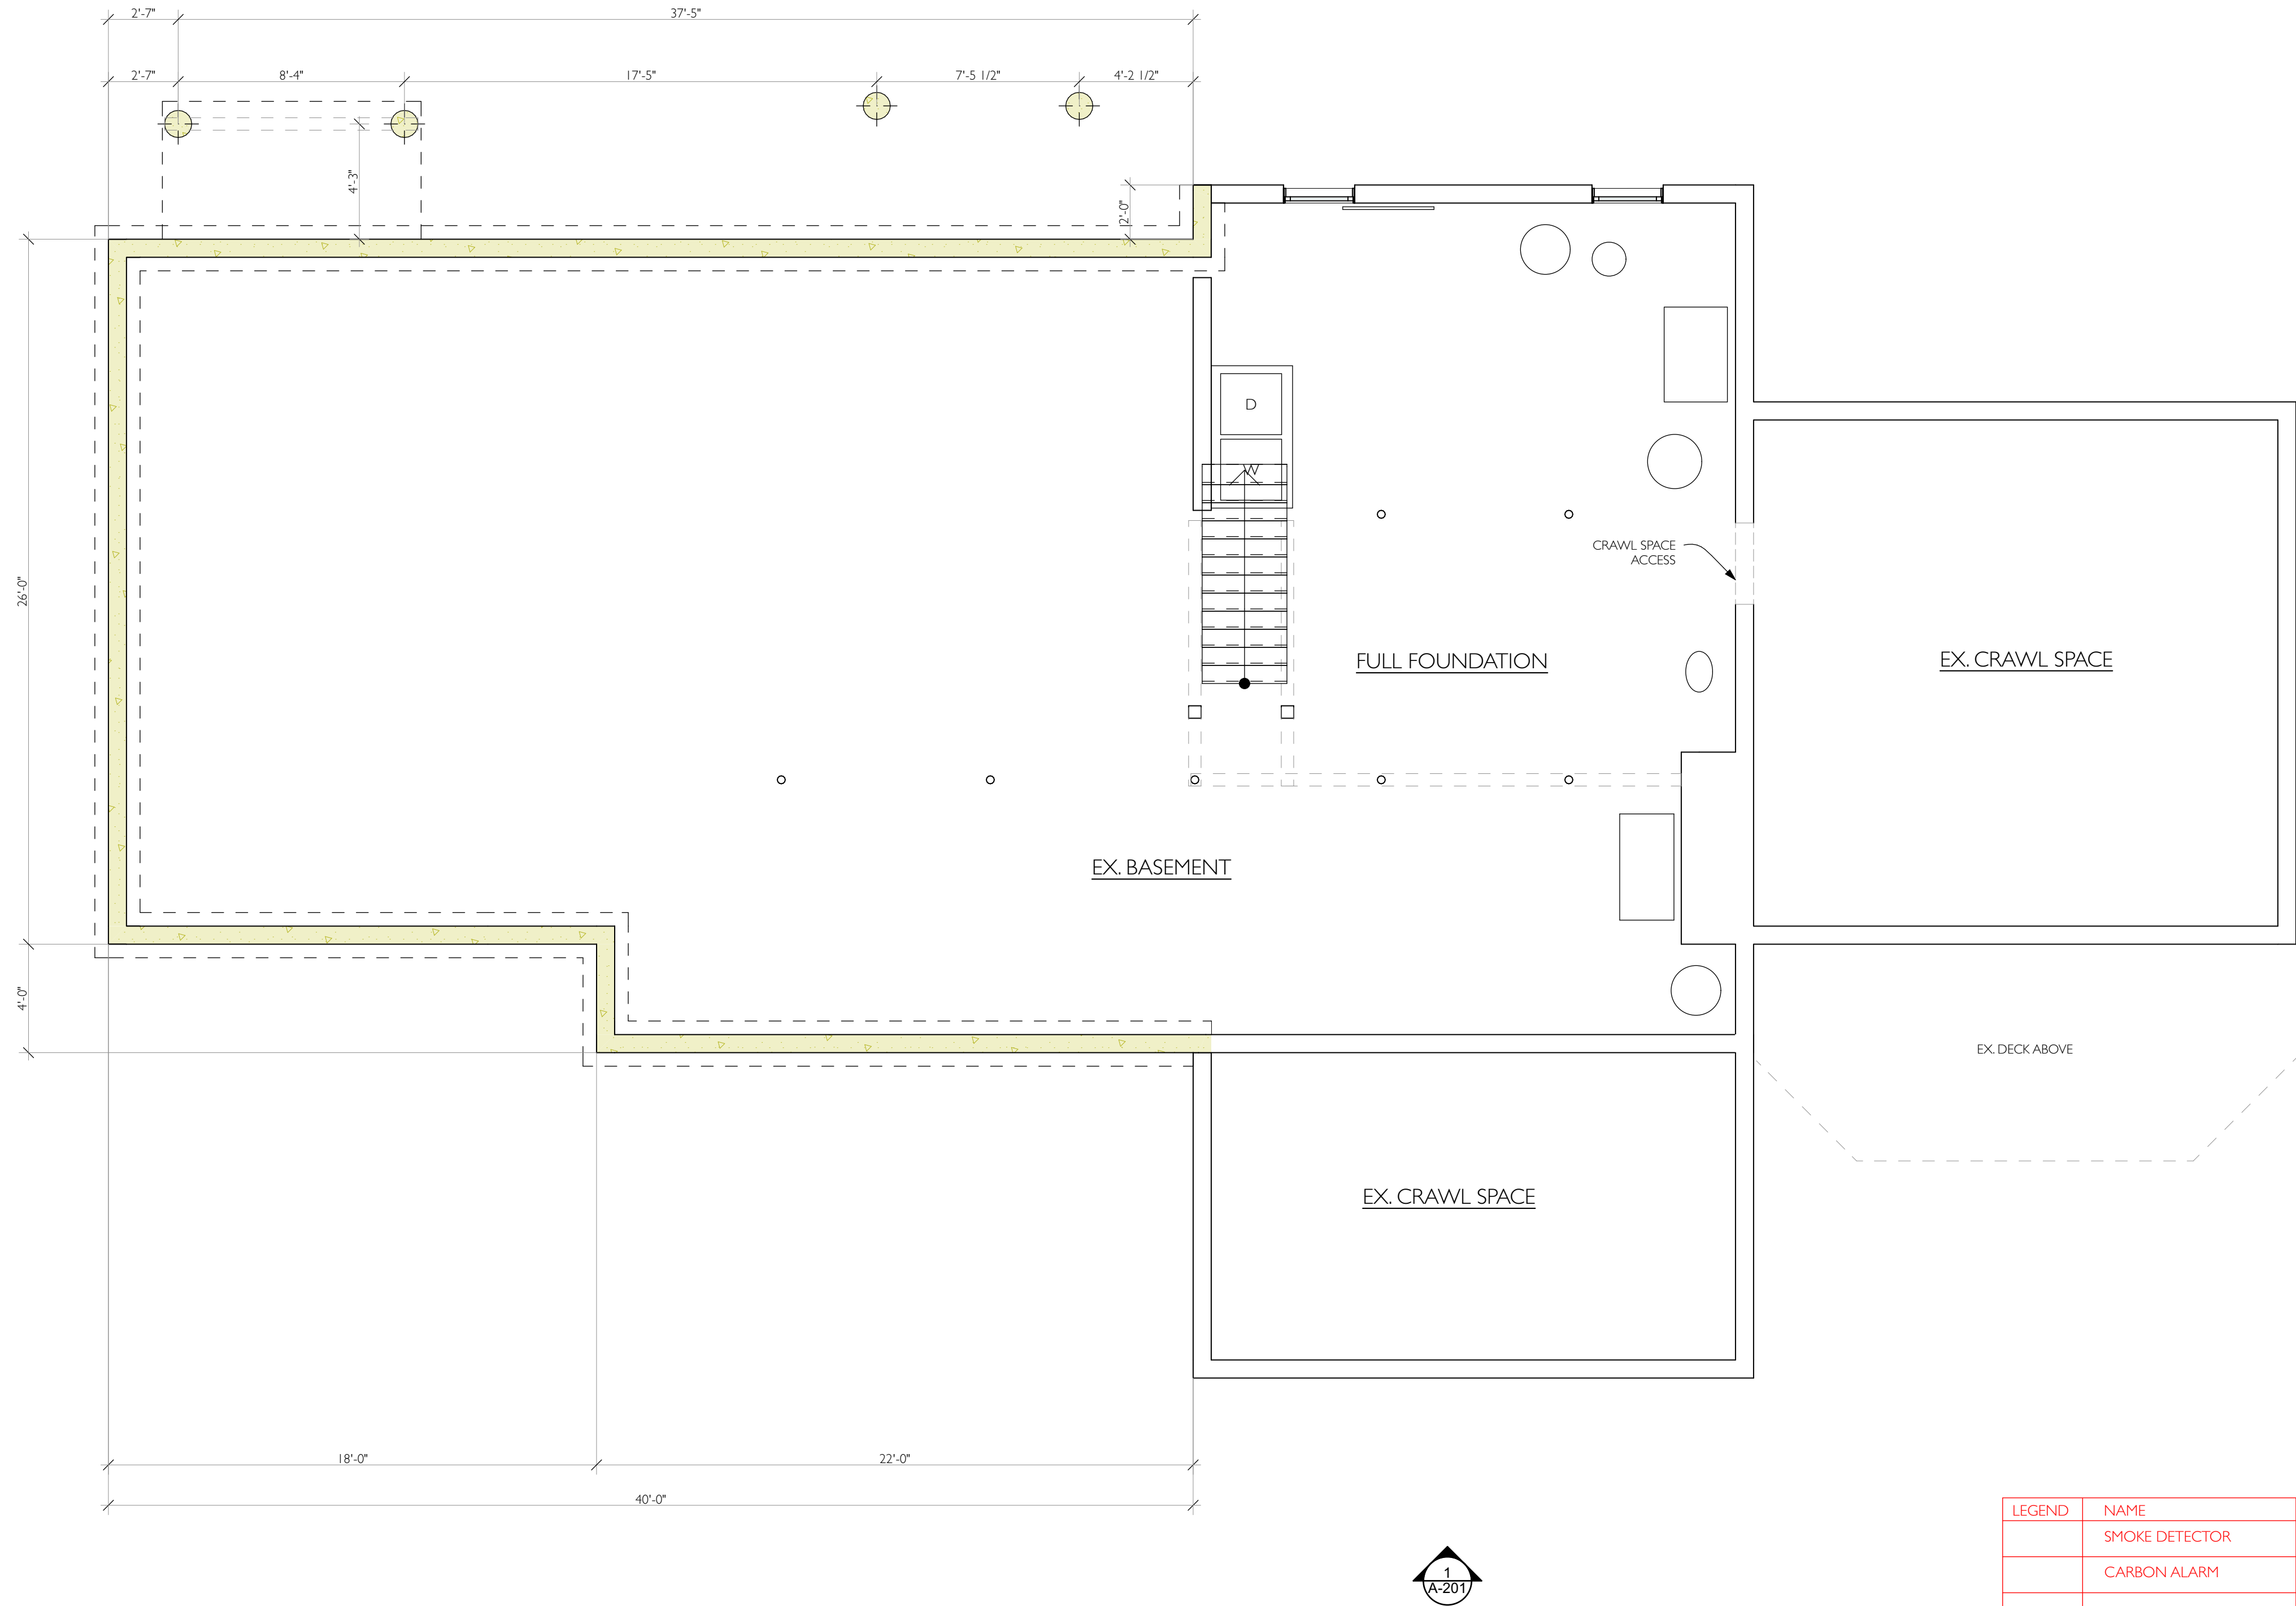 2'-7"
37'-5"
2'-7"
8'-4"
17'-5"
7'-5 1/2"
4'-2 1/2"
4'-3"
2'-0"
D
W
CRAWL SPACE
ACCESS
26'-0"
FULL FOUNDATION
EX. CRAWL SPACE
EX. BASEMENT
4'-0"
EX. DECK ABOVE
EX. CRAWL SPACE
18'-0"
22'-0"
40'-0"
LEGEND NAME
SMOKE DETECTOR
CARBON ALARM
1
A-201